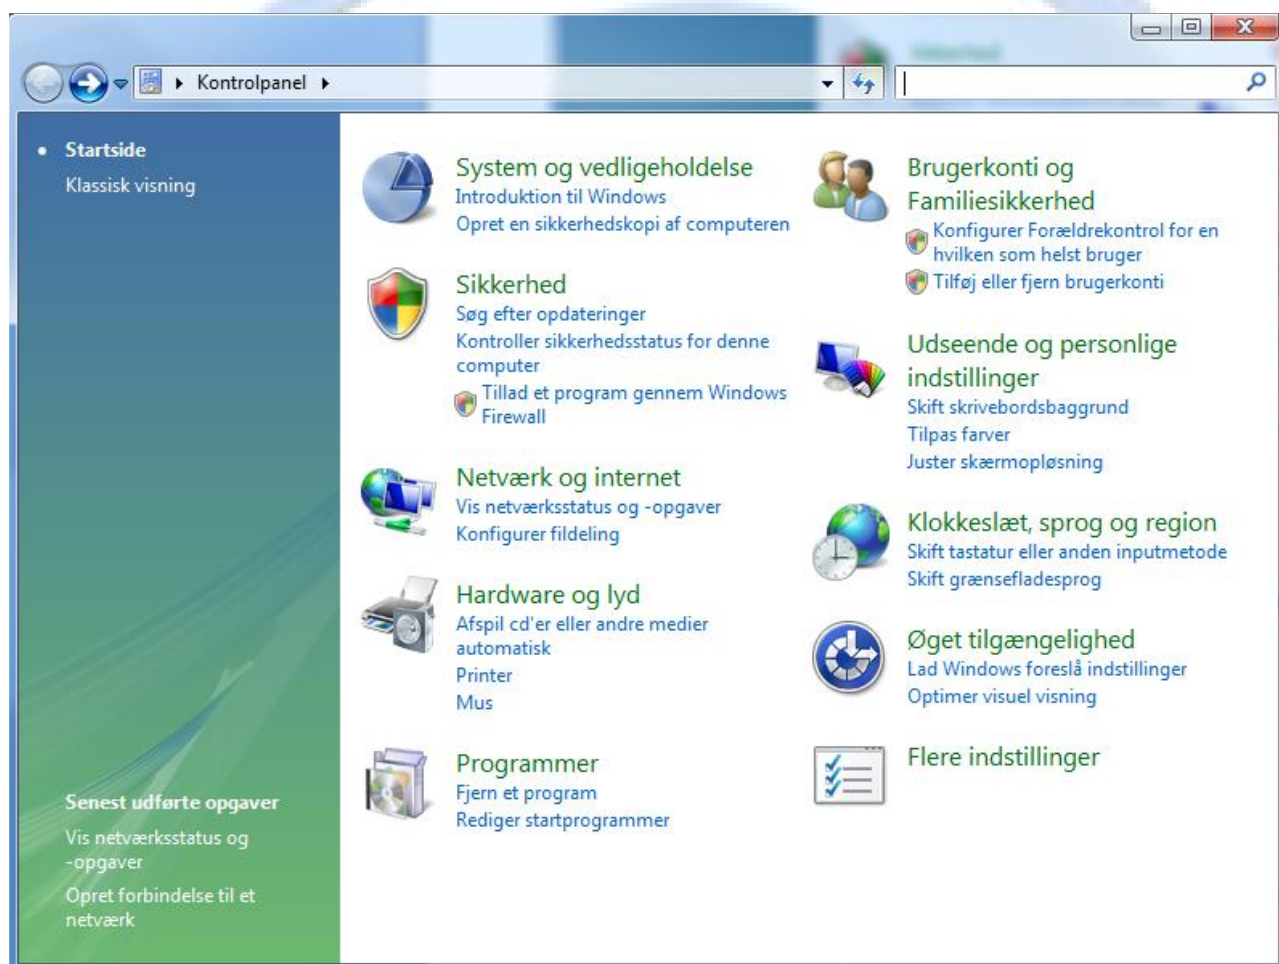 Kontrolpanel
Startside
Klassisk visning
System og vedligeholdelse
Introduktion til Windows
Opret en sikkerhedskopi af computeren
Sikkerhed
Søg efter opdateringer
Kontroller sikkerhedsstatus for denne
computer
Tillad et program gennem Windows
Firewall
Netværk og internet
Vis netværksstatus og -opgaver
Konfigurer fildeling
Hardware og lyd
Afspil cd'er eller andre medier
automatisk
Printer
Mus
Programmer
Fjern et program
Rediger startprogrammer
Brugerkonti og
Familiesikkerhed
Konfigurer Forældrekontrol for en
hvilken som helst bruger
Tilføj eller fjern brugerkonti
Udseende og personlige
indstillinger
Skift skrivebordsbaggrund
Tilpas farver
Juster skærmopløsning
Klokkeslæt, sprog og region
Skift tastatur eller anden inputmetode
Skift grænsefladesprog
Øget tilgængelighed
Lad Windows foreslå indstillinger
Optimer visuel visning
Flere indstillinger
Senest udførte opgaver
Vis netværksstatus og
-opgaver
Opret forbindelse til et
netværk